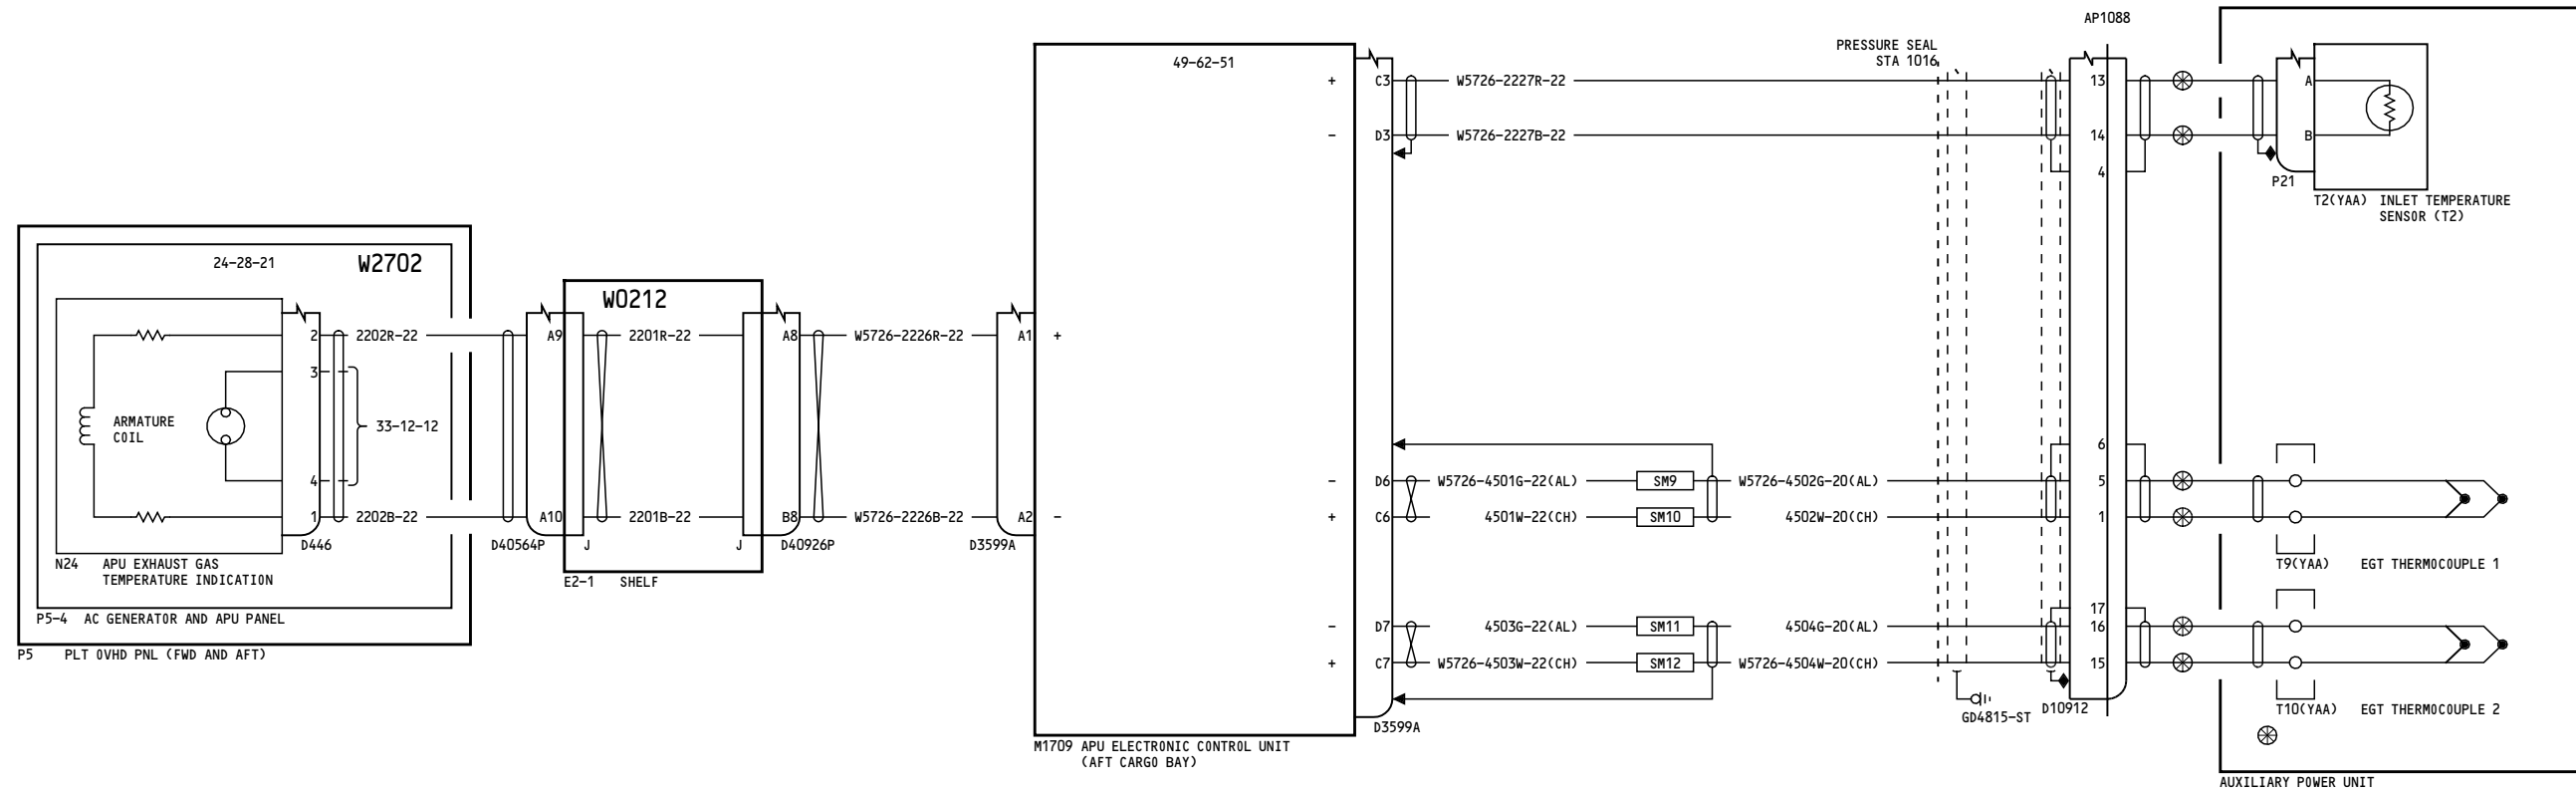 AP1088
PRESSURE SEAL
STA 1016
49-62-51
+ C3 W5726-2227R-22 13 A
- D3 W5726-2227B-22 14 B
4
P21
T2(YAA) INLET TEMPERATURE
SENSOR (T2)
24-28-21 W2702
W0212
2 2202R-22 A9 2201R-22 A8 W5726-2226R-22 A1 +
3
ARMATURE
COIL
33-12-12
4
1 2202B-22 A10 2201B-22 B8 W5726-2226B-22 A2 -
D446 D40564P J J D40926P D3599A
N24 APU EXHAUST GAS
TEMPERATURE INDICATION
E2-1 SHELF
P5-4 AC GENERATOR AND APU PANEL
P5 PLT OVHD PNL (FWD AND AFT)
6
- D6 W5726-4501G-22(AL) SM9 W5726-4502G-20(AL) 5
+ C6 4501W-22(CH) SM10 4502W-20(CH) 1
T9(YAA) EGT THERMOCOUPLE 1
17
- D7 4503G-22(AL) SM11 4504G-20(AL) 16
+ C7 W5726-4503W-22(CH) SM12 W5726-4504W-20(CH) 15
GD4815-ST D10912
T10(YAA) EGT THERMOCOUPLE 2
D3599A
M1709 APU ELECTRONIC CONTROL UNIT
(AFT CARGO BAY)
AUXILIARY POWER UNIT